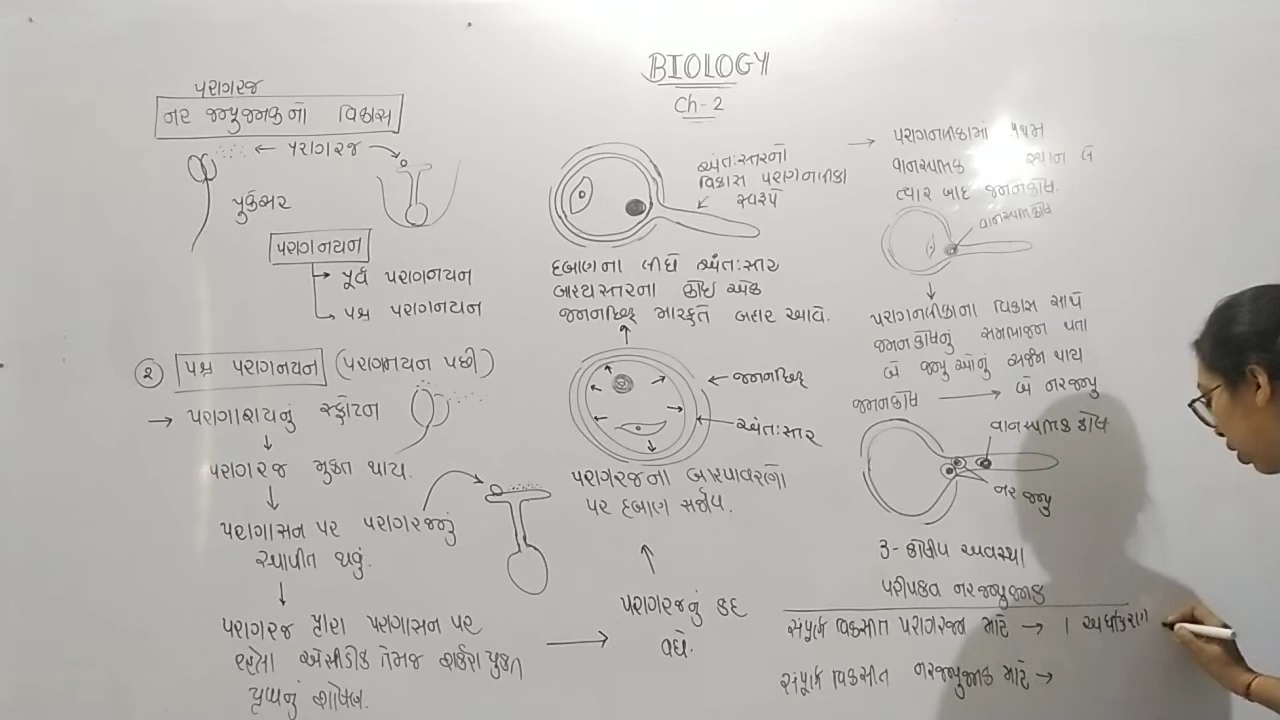 BIOLOGY
Ch-2
પરાગરજ
નર જન્યુજનકનો વિકાસ
← પરાગરજ
પુંકેસર
પરાગનયન
→ પૂર્વ પરાગનયન
→ પશ્ચ પરાગનયન
૨ પશ્ચ પરાગનયન (પરાગનયન પછી)
→ પરાગાશયનું સ્ફોટન
પરાગરજ મુક્ત થાય.
પરાગાસન પર પરાગરજનું
સ્થાપીત થવું.
પરાગરજ દ્વારા પરાગાસન પર
રહેલા એસીડીક તેમજ શર્કરા યુક્ત
દ્રવ્યનું શોષણ.
પરાગરજનું કદ
વધે.
પરાગરજના બાહ્યાવરણો
પર દબાણ સર્જાય.
← જનનછિદ્ર
અંતઃસ્તર
દબાણના લીધે અંતઃસ્તર
બાહ્યસ્તરના કોઇ એક
જનનછિદ્ર મારફતે બહાર આવે.
અંતઃસ્તરનો
વિકાસ પરાગનલીકા
સ્વરૂપે
→ પરાગનલીકામાં પ્રથમ
વાનસ્પતિક સ્થાન લે
ત્યાર બાદ જનનકોષ.
વાનસ્પતિકોષ
પરાગનલીકાના વિકાસ સાથે
જનનકોષનું સમભાજન થતા
બે જન્યુઓનું સર્જન થાય
જનનકોષ → બે નરજન્યુ
વાનસ્પતિક કોષ
નર જન્યુ
3-કોષીય અવસ્થા
પરીપક્વ નરજન્યુજનક
સંપૂર્ણ વિકસીત પરાગરજ માટે → 1 અર્ધીકરણ
સંપૂર્ણ વિકસીત નરજન્યુજનક માટે →